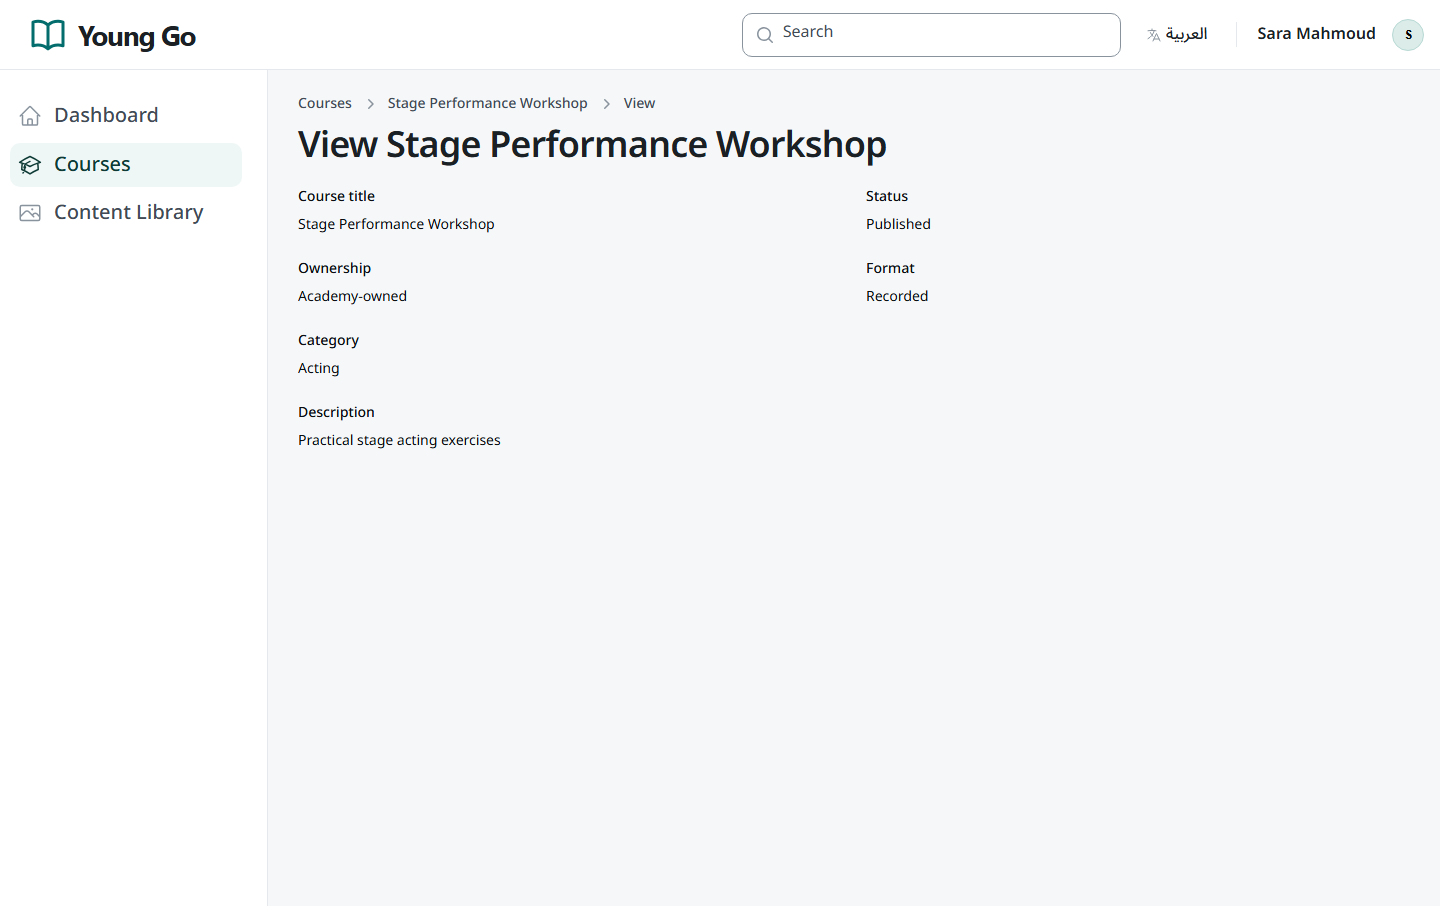 Young Go
Search
العربية
Sara Mahmoud
S
Dashboard
Courses
Content Library
Courses > Stage Performance Workshop > View
View Stage Performance Workshop
Course title
Stage Performance Workshop
Status
Published
Ownership
Academy-owned
Format
Recorded
Category
Acting
Description
Practical stage acting exercises